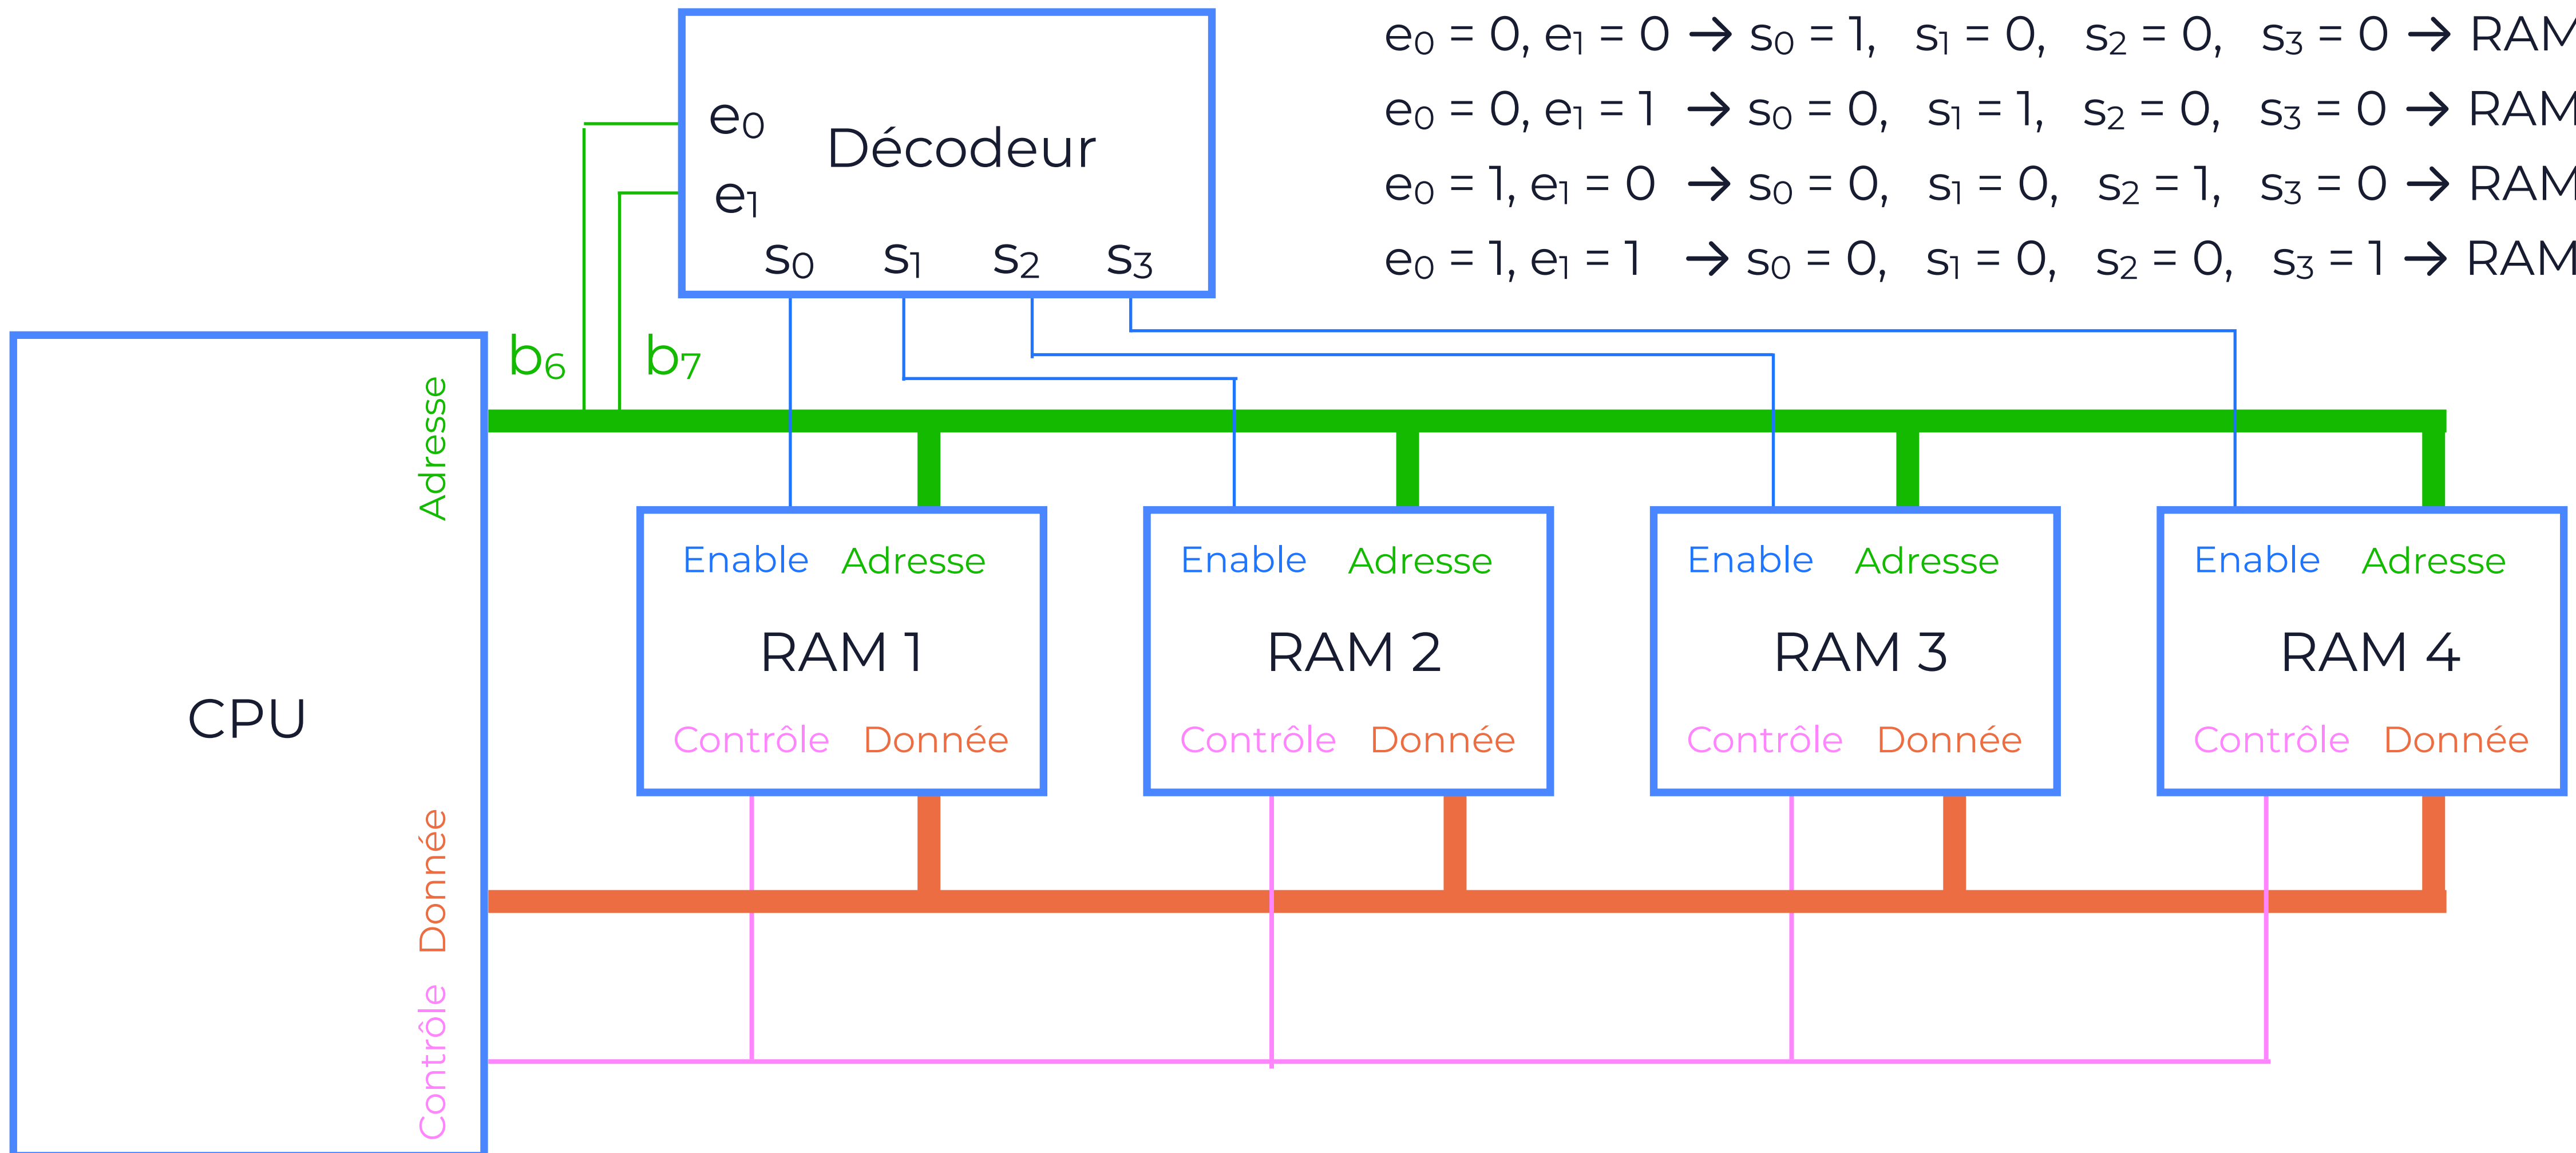 e₀ = 0, e₁ = 0 → s₀ = 1, s₁ = 0, s₂ = 0, s₃ = 0 → RAM
e₀ = 0, e₁ = 1 → s₀ = 0, s₁ = 1, s₂ = 0, s₃ = 0 → RAM
e₀ = 1, e₁ = 0 → s₀ = 0, s₁ = 0, s₂ = 1, s₃ = 0 → RAM
e₀ = 1, e₁ = 1 → s₀ = 0, s₁ = 0, s₂ = 0, s₃ = 1 → RAM
e₀
Décodeur
e₁
s₀ s₁ s₂ s₃
b₆ b₇
Adresse
CPU
Donnée
Contrôle
Enable Adresse
RAM 1
Contrôle Donnée
Enable Adresse
RAM 2
Contrôle Donnée
Enable Adresse
RAM 3
Contrôle Donnée
Enable Adresse
RAM 4
Contrôle Donnée